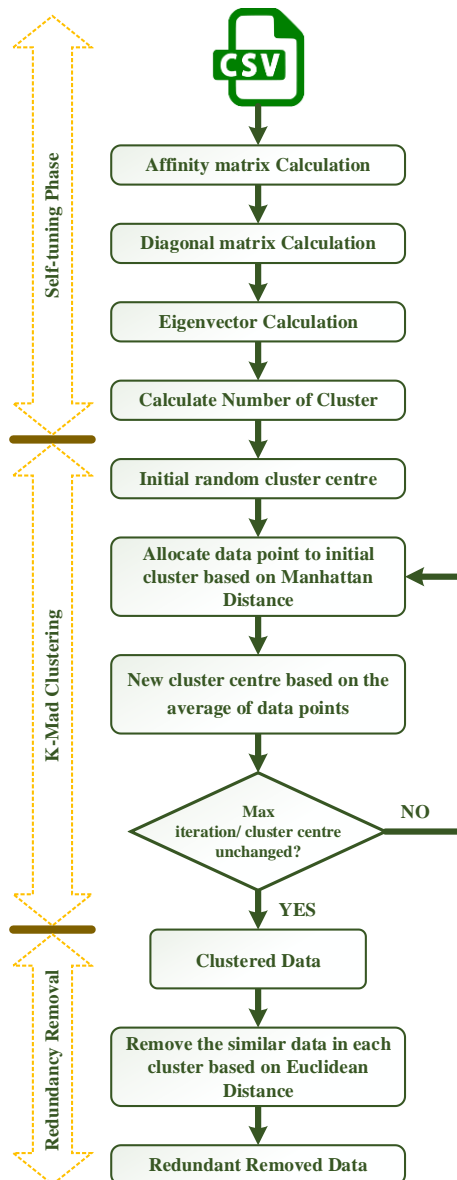 CSV
Affinity matrix Calculation
Diagonal matrix Calculation
Eigenvector Calculation
Calculate Number of Cluster
Self-tuning Phase
Initial random cluster centre
Allocate data point to initial
cluster based on Manhattan
Distance
New cluster centre based on the
average of data points
Max
iteration/ cluster centre
unchanged?
NO
YES
K-Mad Clustering
Clustered Data
Remove the similar data in each
cluster based on Euclidean
Distance
Redundant Removed Data
Redundancy Removal